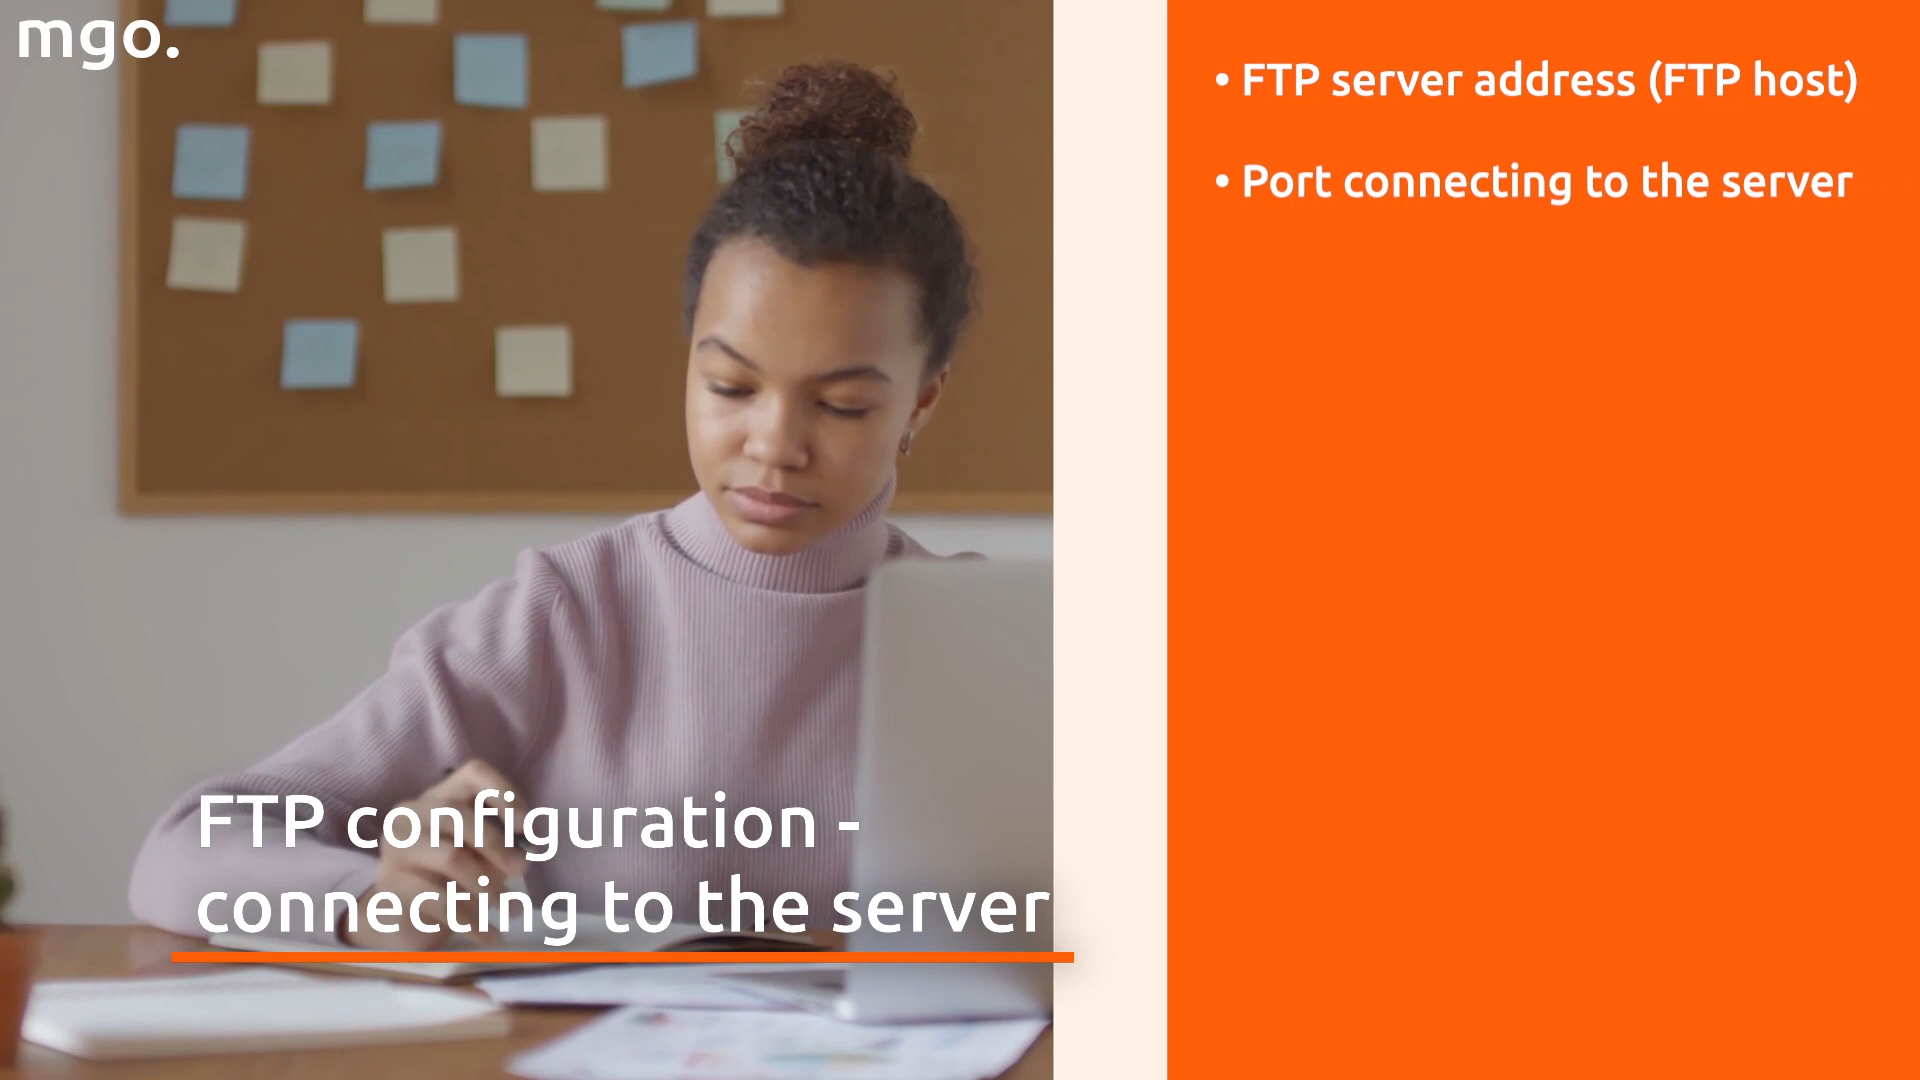 mgo.
• FTP server address (FTP host)
• Port connecting to the server
FTP configuration -
connecting to the server